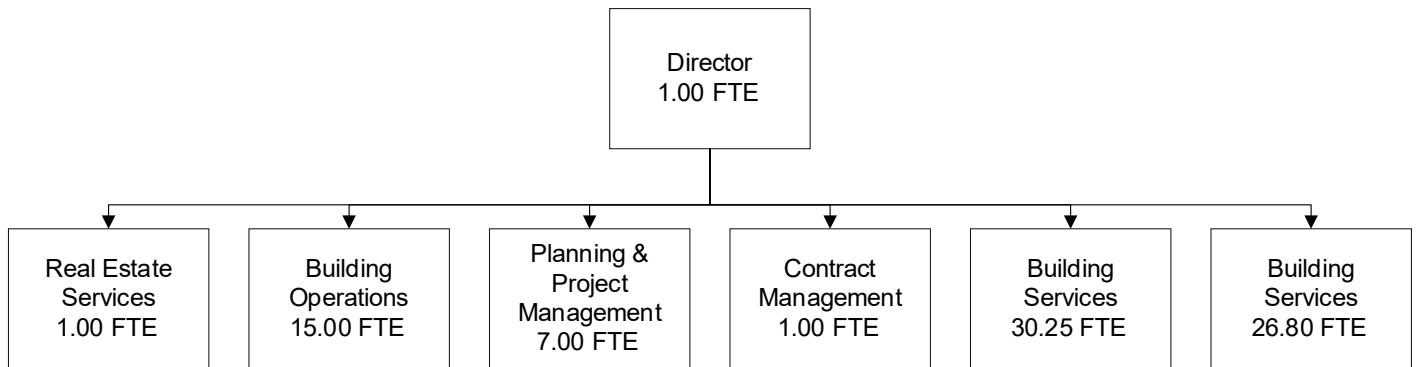 Director
1.00 FTE
Real Estate
Services
1.00 FTE
Building
Operations
15.00 FTE
Planning &
Project
Management
7.00 FTE
Contract
Management
1.00 FTE
Building
Services
30.25 FTE
Building
Services
26.80 FTE